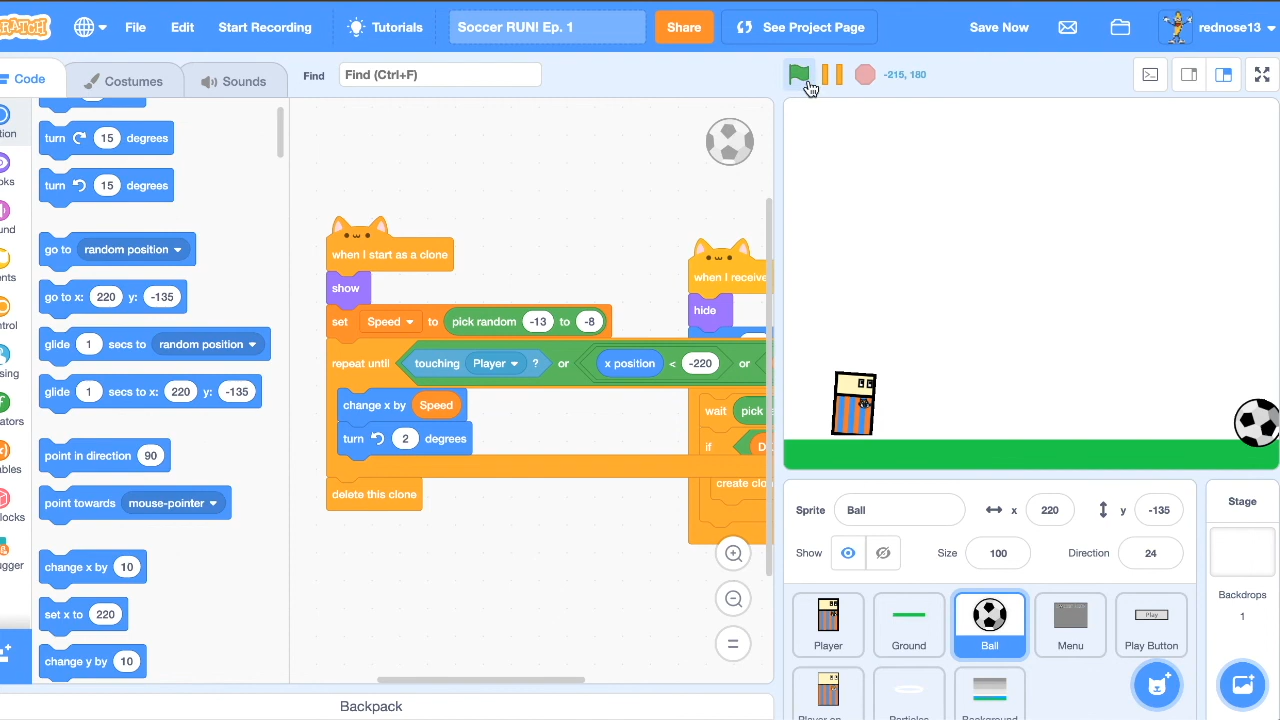 RATCH File Edit Start Recording Tutorials Soccer RUN! Ep. 1 Share See Project Page Save Now rednose13
Code Costumes Sounds Find Find (Ctrl+F) -215, 180
turn 15 degrees
turn 15 degrees
go to random position
go to x: 220 y: -135
glide 1 secs to random position
glide 1 secs to x: 220 y: -135
point in direction 90
point towards mouse-pointer
change x by 10
set x to 220
change y by 10
when I start as a clone
show
set Speed to pick random -13 to -8
repeat until touching Player ? or x position < -220 or
change x by Speed
turn 2 degrees
delete this clone
when I receive
hide
wait pick
if D
create clo
Backpack
Sprite Ball x 220 y -135
Show Size 100 Direction 24
Player Ground Ball Menu Play Button
Player on ... Particles Background
Stage
Backdrops
1